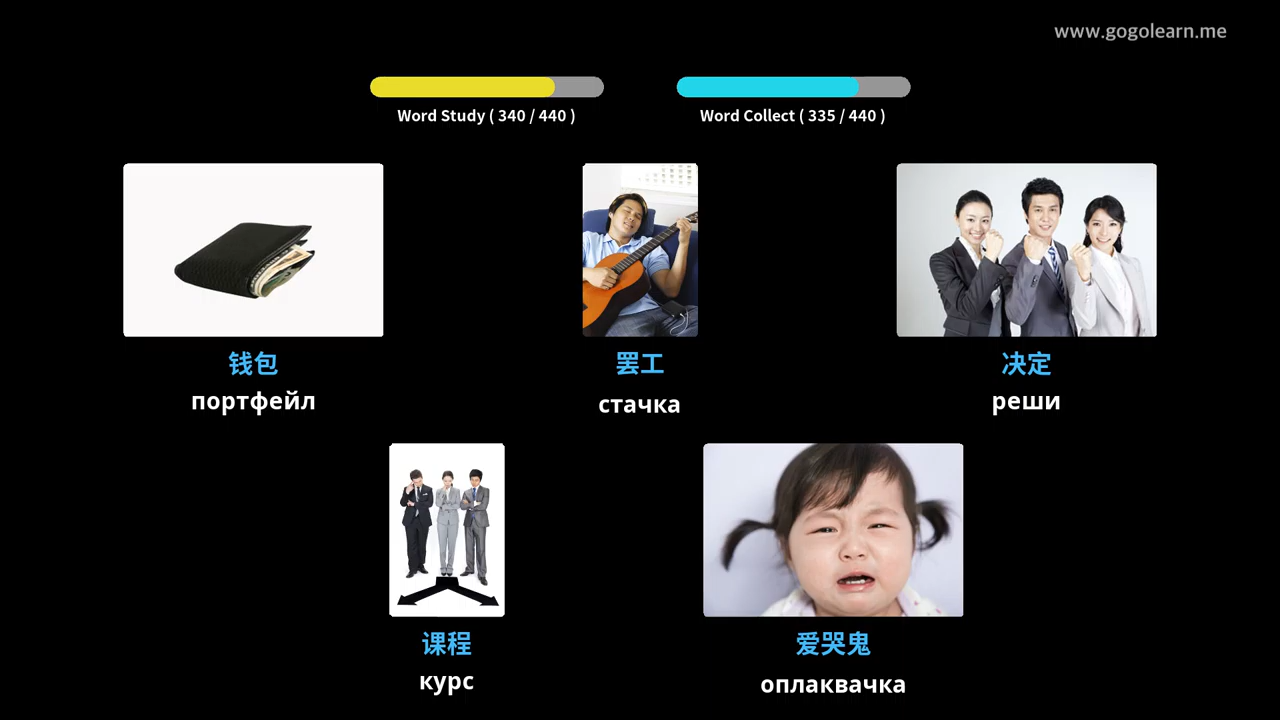 www.gogolearn.me
Word Study ( 340 / 440 )
Word Collect ( 335 / 440 )
钱包
портфейл
罢工
стачка
决定
реши
课程
курс
爱哭鬼
оплаквачка